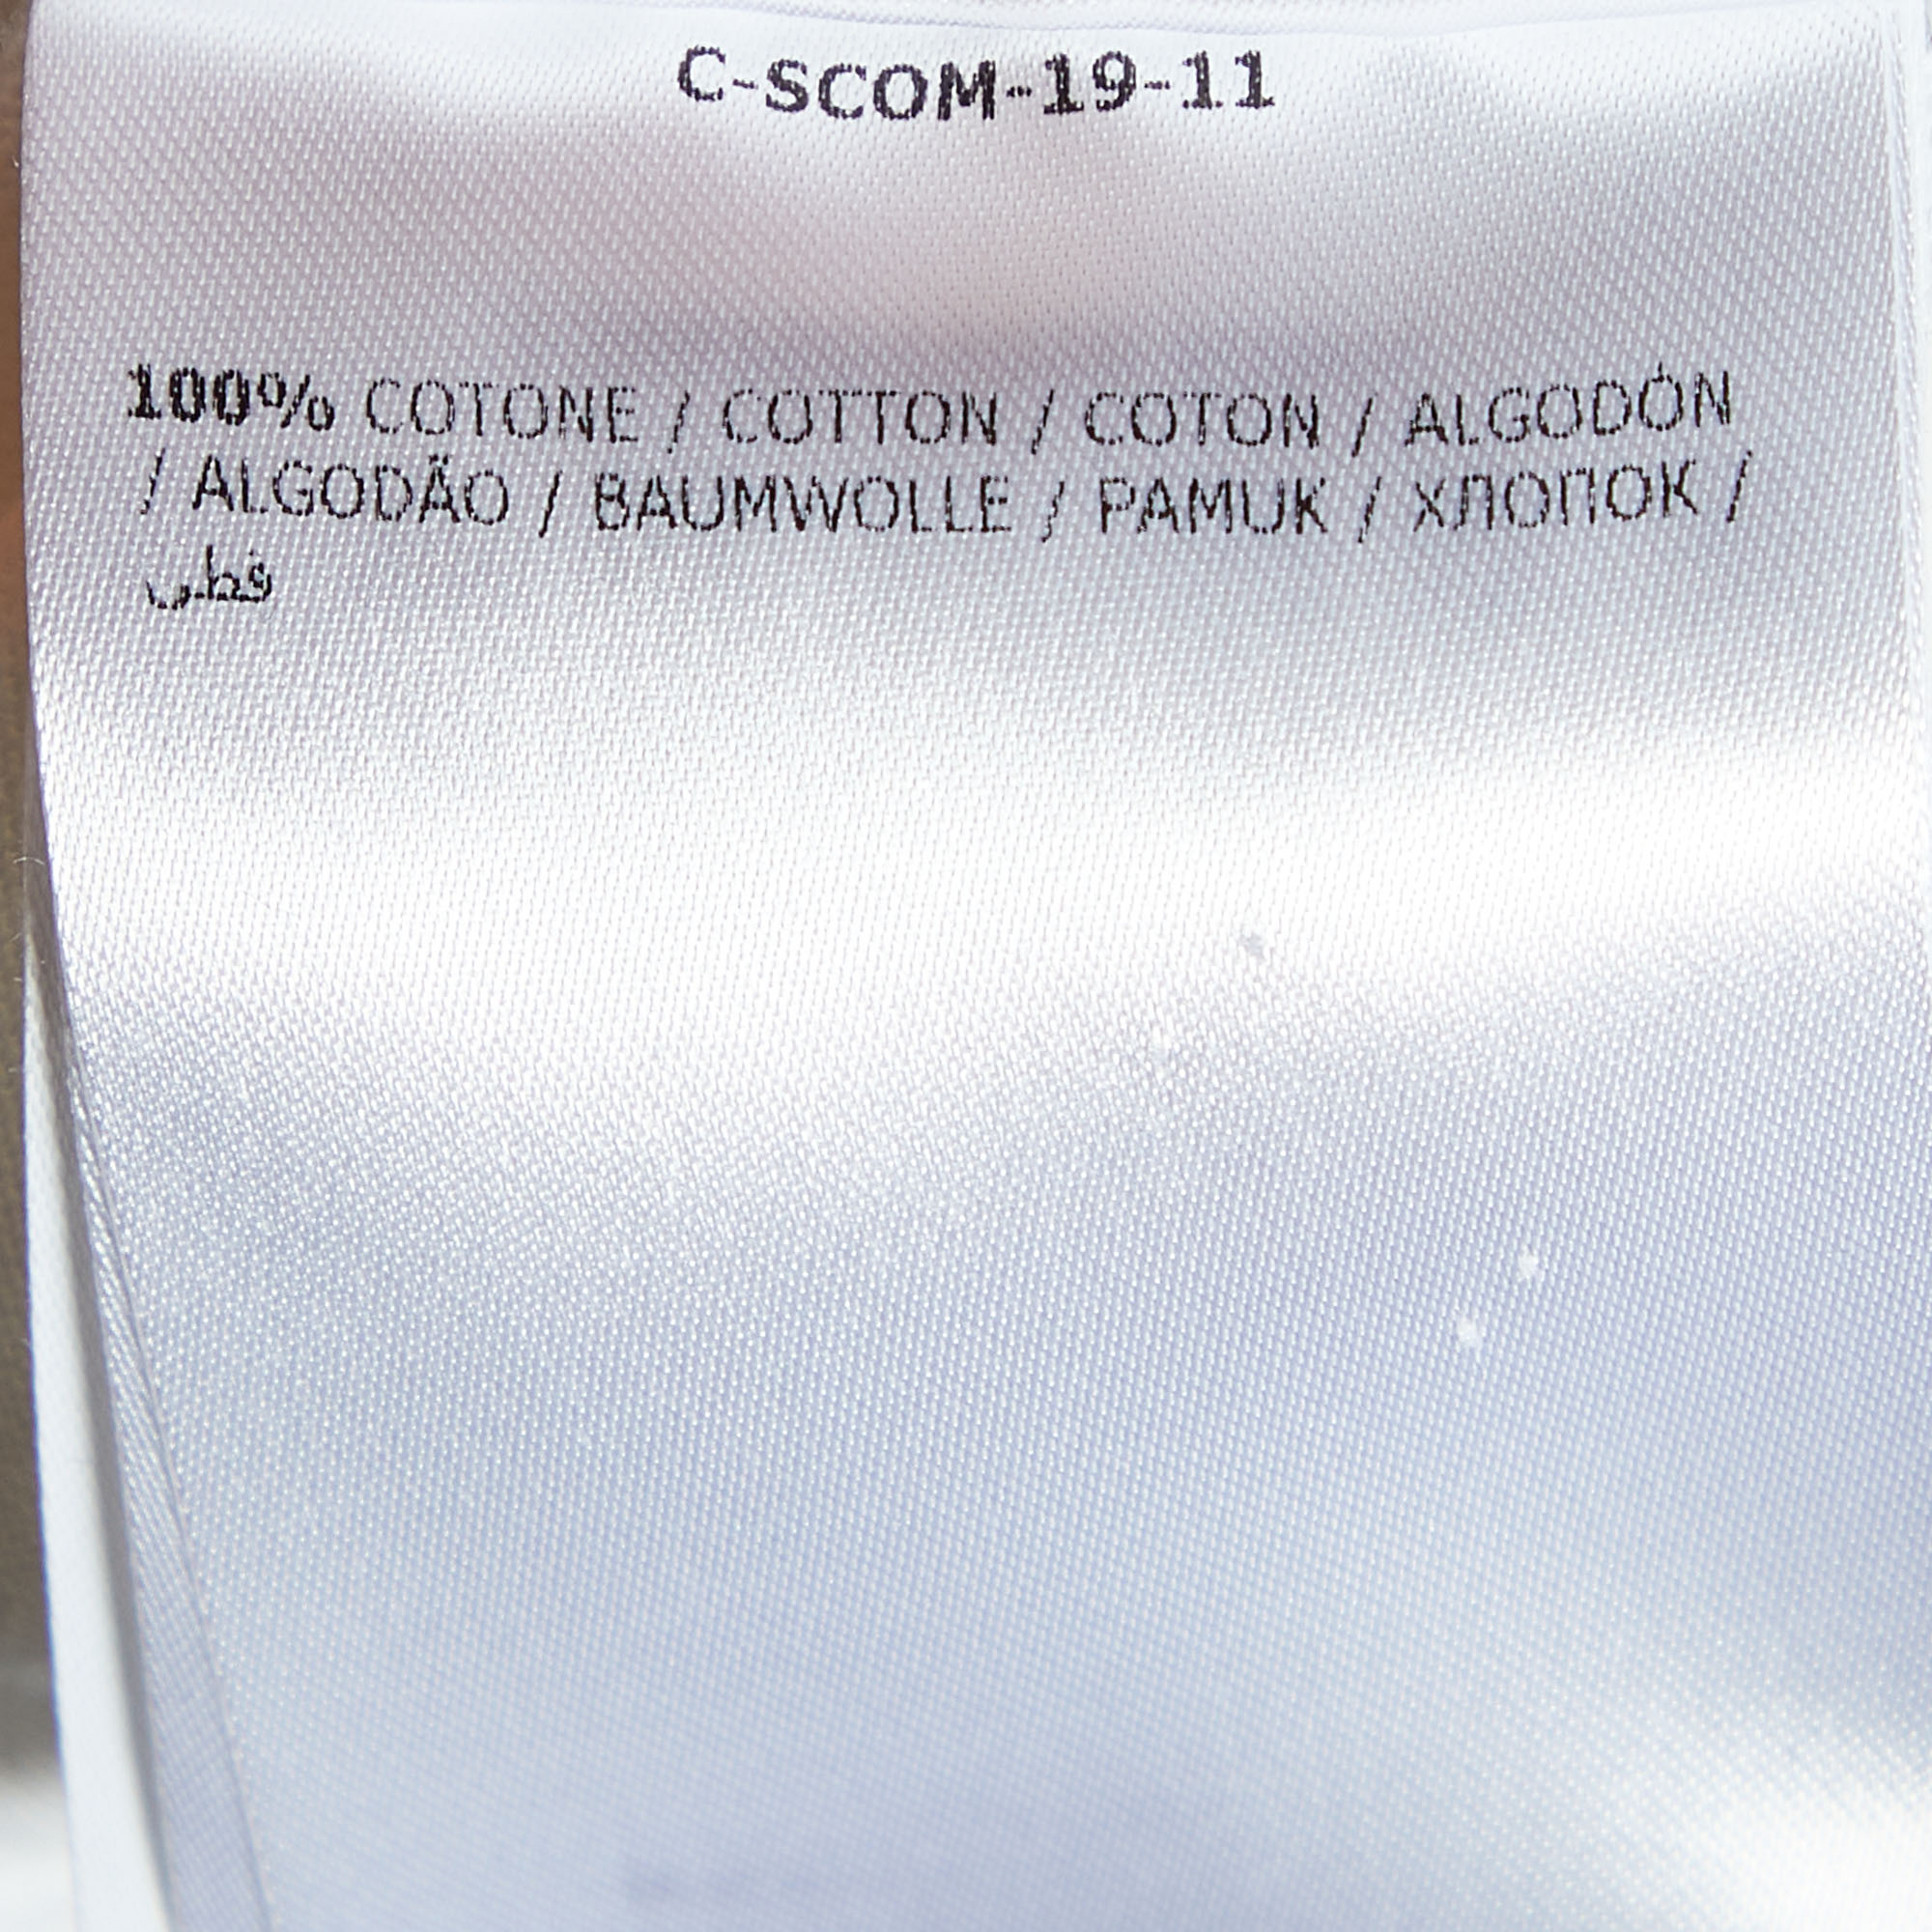 C-SCOM-19-11
100% COTONE / COTTON / COTON / ALGODÓN
/ ALGODÃO / BAUMWOLLE / PAMUK / ХЛОПОК /
قطن